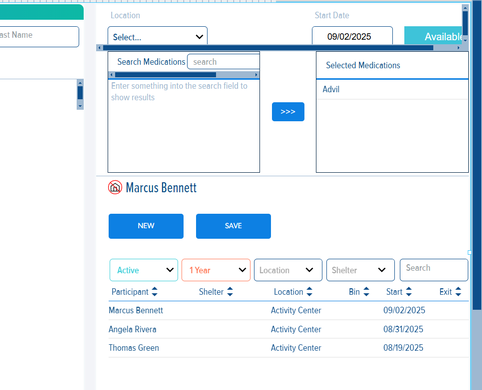 Location
Start Date
ast Name
Select...
09/02/2025
Available
Search Medications
search
Selected Medications
Enter something into the search field to
show results
Advil
>>>
Marcus Bennett
NEW
SAVE
Active
1 Year
Location
Shelter
Search
Participant
Shelter
Location
Bin
Start
Exit
Marcus Bennett
Activity Center
09/02/2025
Angela Rivera
Activity Center
08/31/2025
Thomas Green
Activity Center
08/19/2025